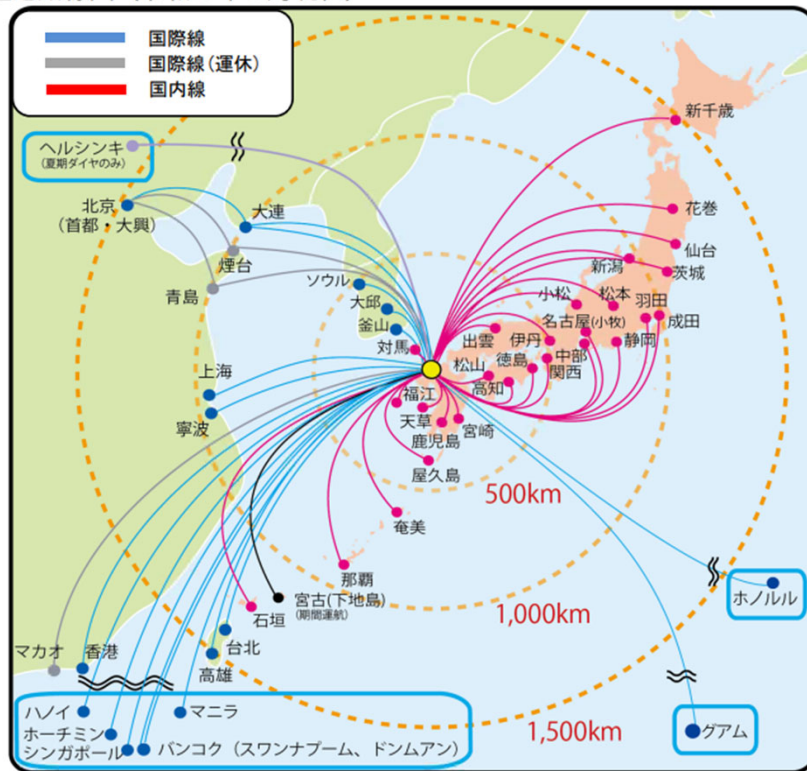 国際線
国際線(運休)
国内線
ヘルシンキ
(夏期ダイヤのみ)
北京
(首都・大興)
大連
煙台
青島
ソウル
大邱
釜山
対馬
上海
寧波
新千歳
花巻
仙台
新潟
茨城
小松
松本
羽田
成田
名古屋(小牧)
静岡
出雲
伊丹
中部
関西
徳島
松山
高知
福江
天草
宮崎
鹿児島
屋久島
500km
奄美
那覇
宮古(下地島)
(期間運航)
石垣
1,000km
ホノルル
台北
高雄
マカオ
香港
ハノイ
マニラ
ホーチミン
シンガポール
バンコク(スワンナプーム、ドンムアン)
1,500km
グアム